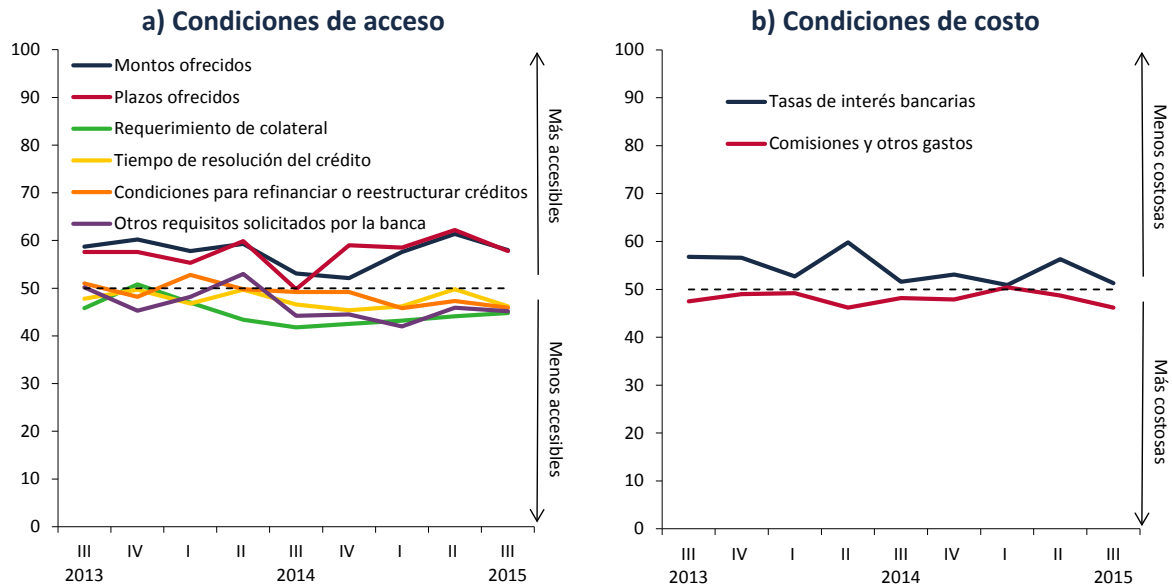 a) Condiciones de acceso
100
90
80
70
60
50
40
30
20
10
0
Montos ofrecidos
Plazos ofrecidos
Requerimiento de colateral
Tiempo de resolución del crédito
Condiciones para refinanciar o reestructurar créditos
Otros requisitos solicitados por la banca
Más accesibles
Menos accesibles
III IV I II III IV I II III
2013 2014 2015
b) Condiciones de costo
100
90
80
70
60
50
40
30
20
10
0
Tasas de interés bancarias
Comisiones y otros gastos
Menos costosas
Más costosas
III IV I II III IV I II III
2013 2014 2015